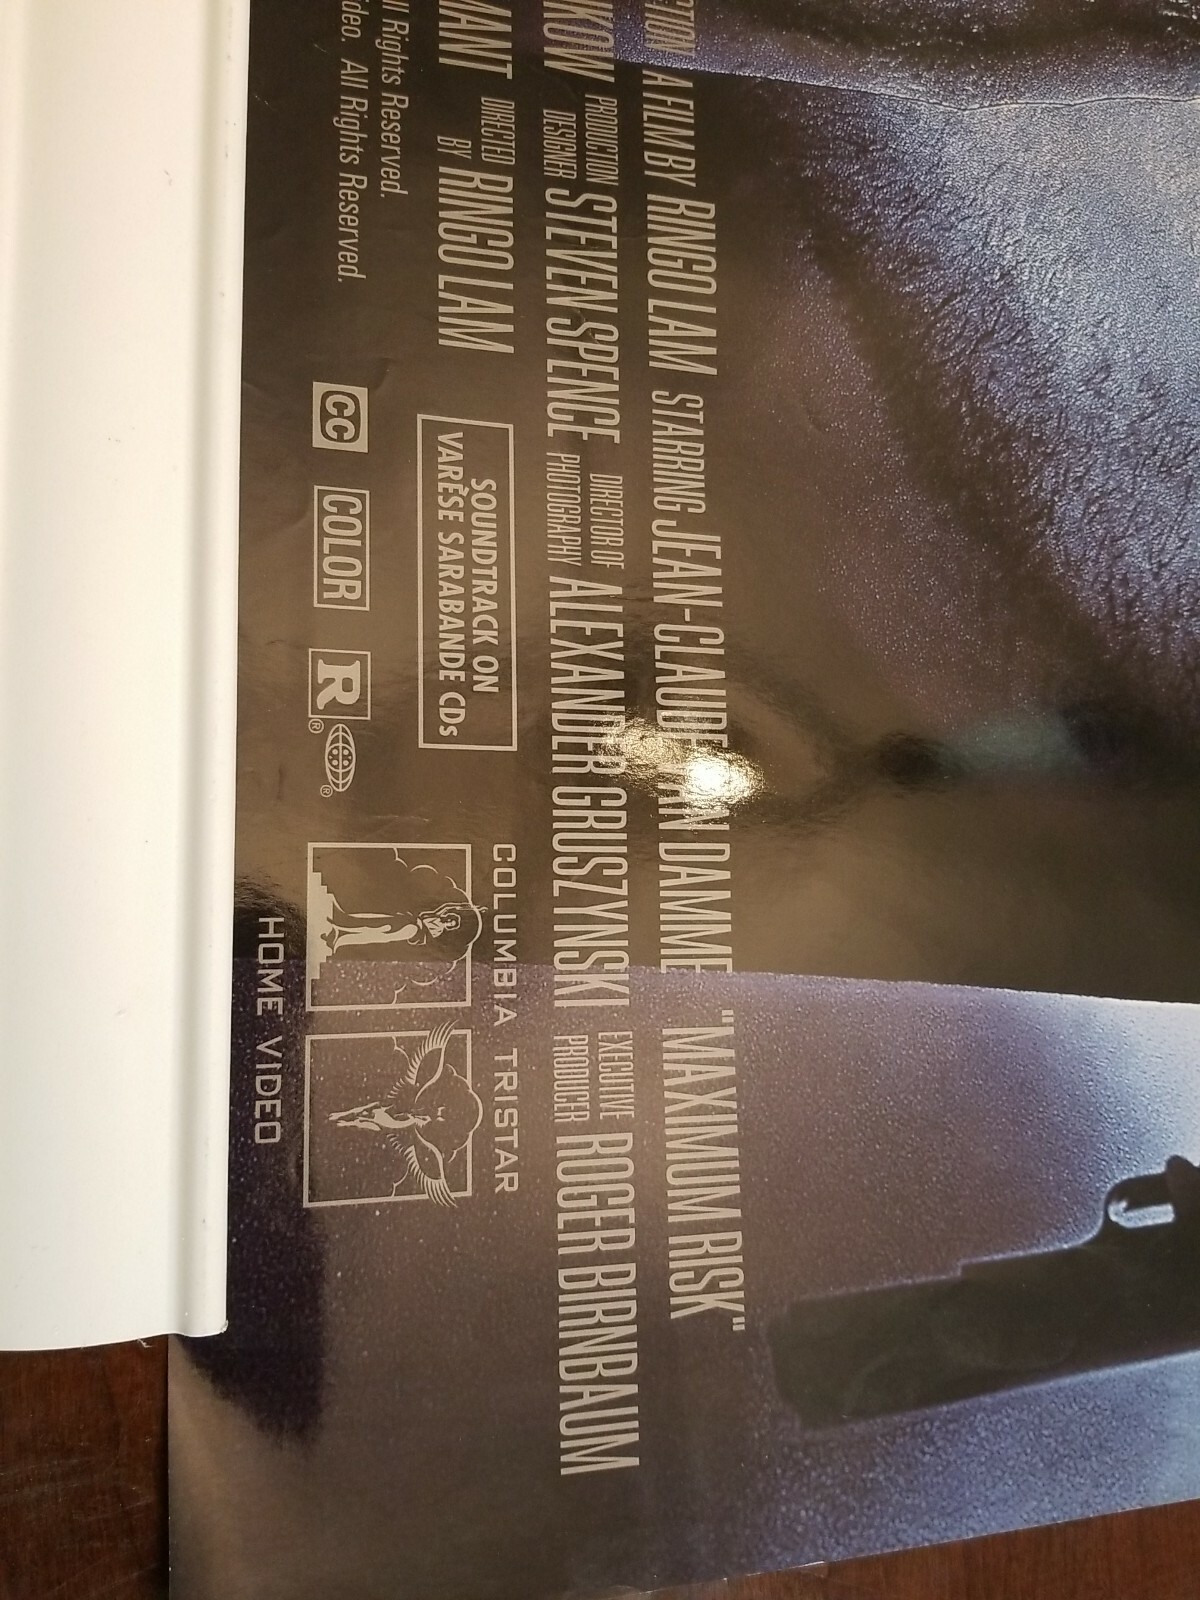 A FILM BY RINGO LAM STARRING JEAN-CLAUDE VAN DAMME "MAXIMUM RISK"
PRODUCTION DESIGNER STEVEN SPENCE DIRECTOR OF PHOTOGRAPHY ALEXANDER GRUSZYNSKI EXECUTIVE PRODUCER ROGER BIRNBAUM
DIRECTED BY RINGO LAM
SOUNDTRACK ON
VARÈSE SARABANDE CDs
Rights Reserved.
All Rights Reserved.
CC COLOR R ® ®
COLUMBIA TRISTAR
HOME VIDEO